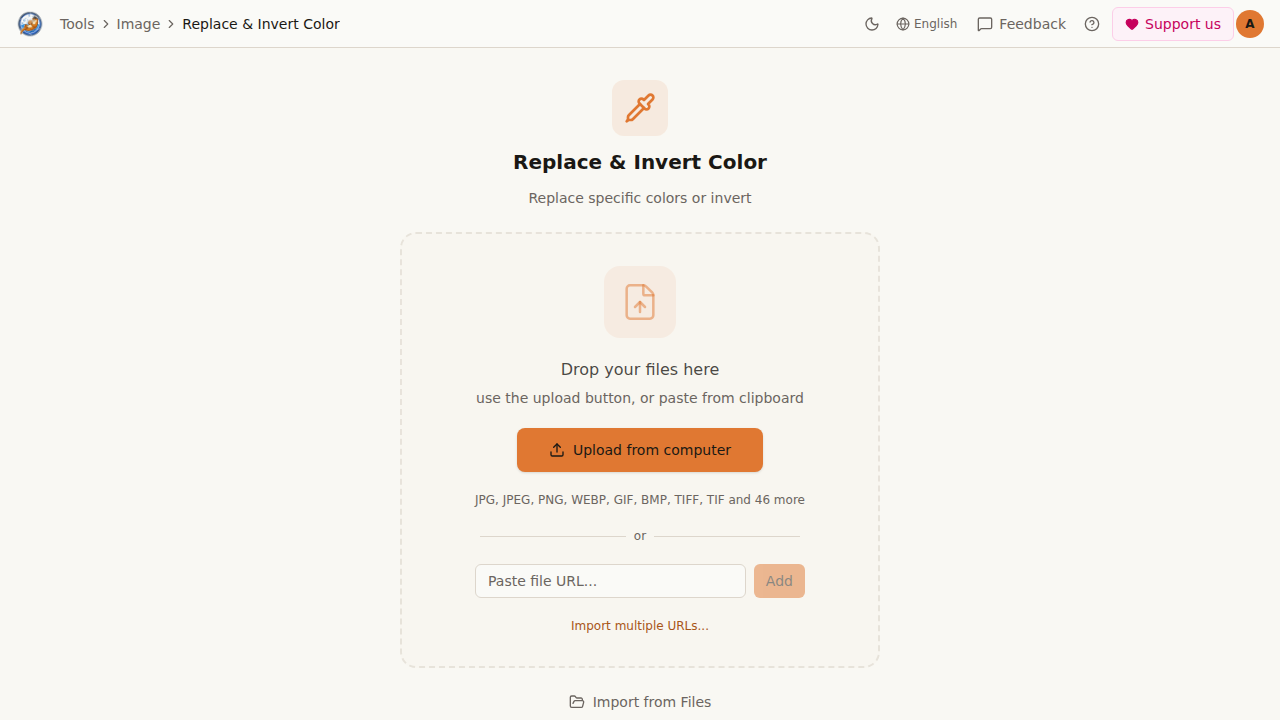 Tools > Image > Replace & Invert Color
English
Feedback
Support us
A
Replace & Invert Color
Replace specific colors or invert
Drop your files here
use the upload button, or paste from clipboard
Upload from computer
JPG, JPEG, PNG, WEBP, GIF, BMP, TIFF, TIF and 46 more
or
Paste file URL...
Add
Import multiple URLs...
Import from Files